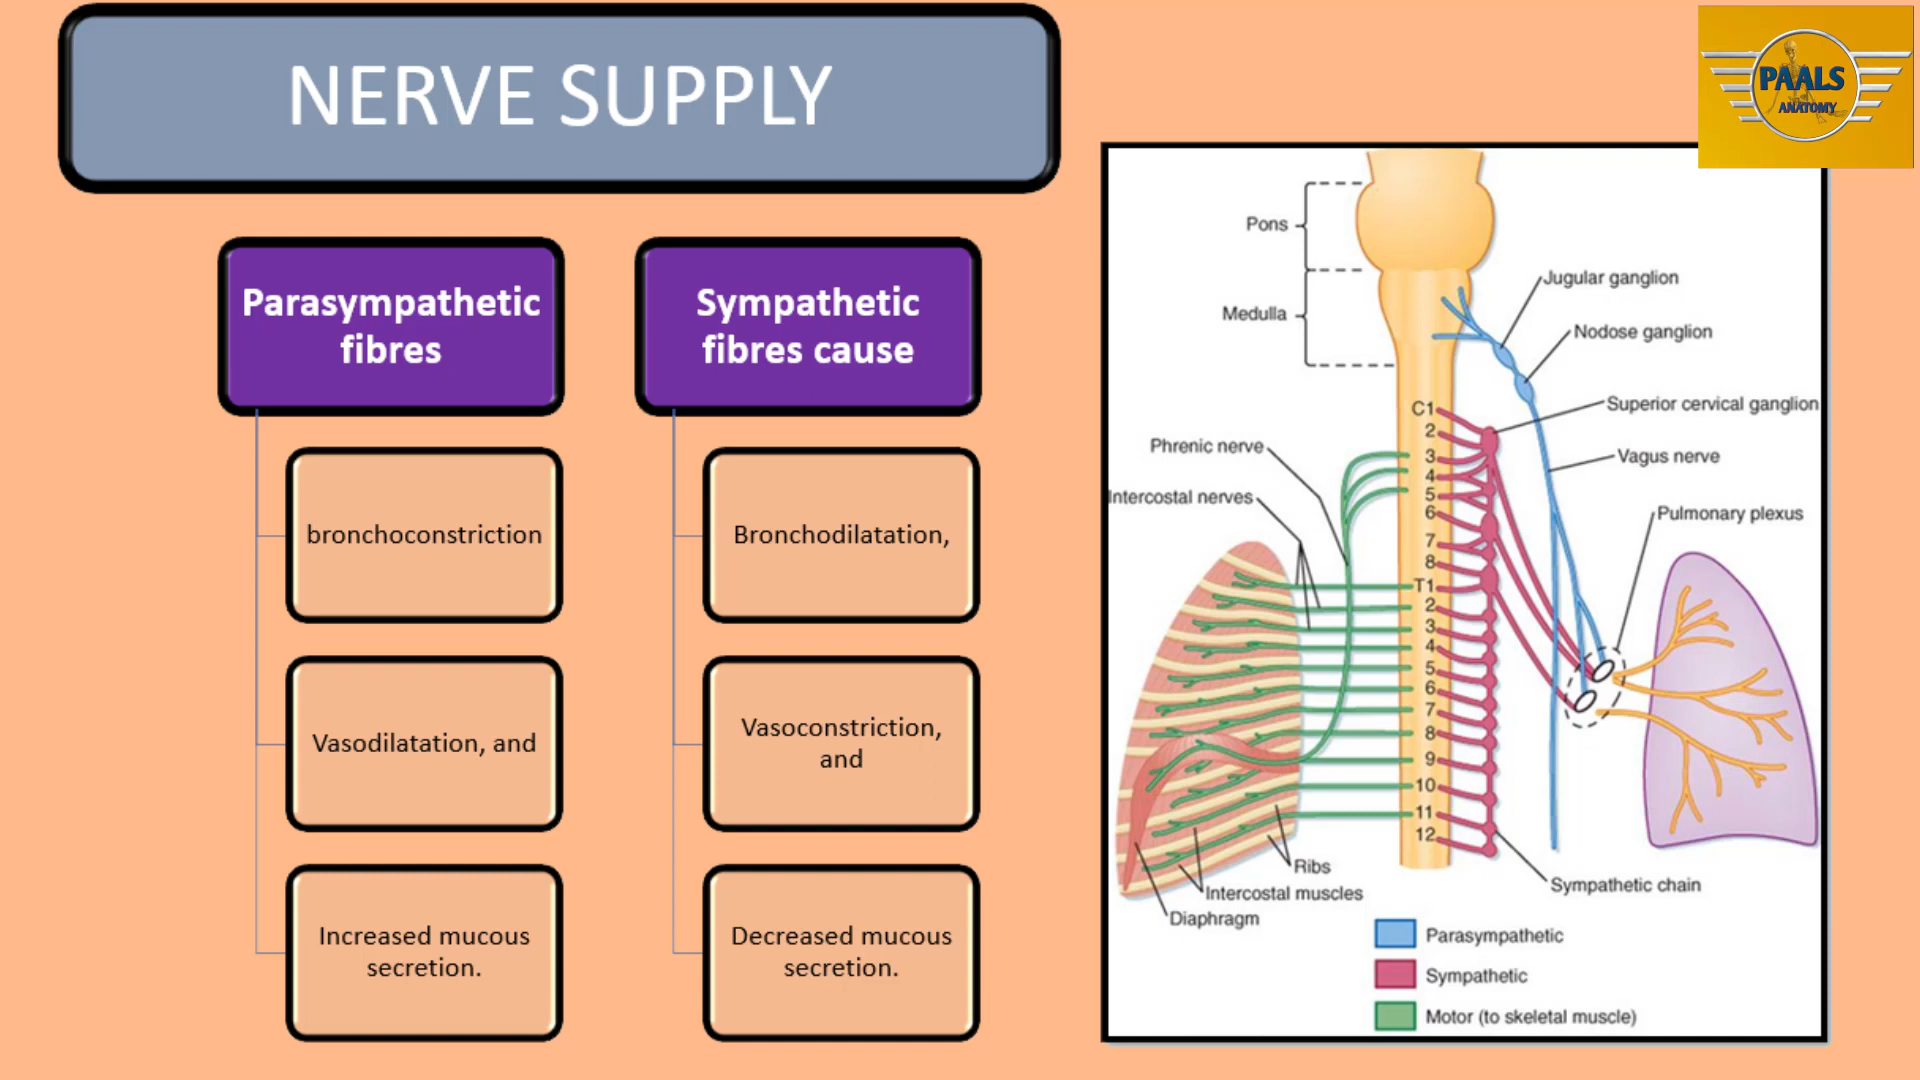 NERVE SUPPLY
PAALS
ANATOMY
Parasympathetic
fibres
bronchoconstriction
Vasodilatation, and
Increased mucous
secretion.
Sympathetic
fibres cause
Bronchodilatation,
Vasoconstriction,
and
Decreased mucous
secretion.
Pons
Medulla
Jugular ganglion
Nodose ganglion
Superior cervical ganglion
Vagus nerve
Pulmonary plexus
Phrenic nerve
Intercostal nerves
C1
2
3
4
5
6
7
8
T1
2
3
4
5
6
7
8
9
10
11
12
Ribs
Intercostal muscles
Diaphragm
Sympathetic chain
Parasympathetic
Sympathetic
Motor (to skeletal muscle)